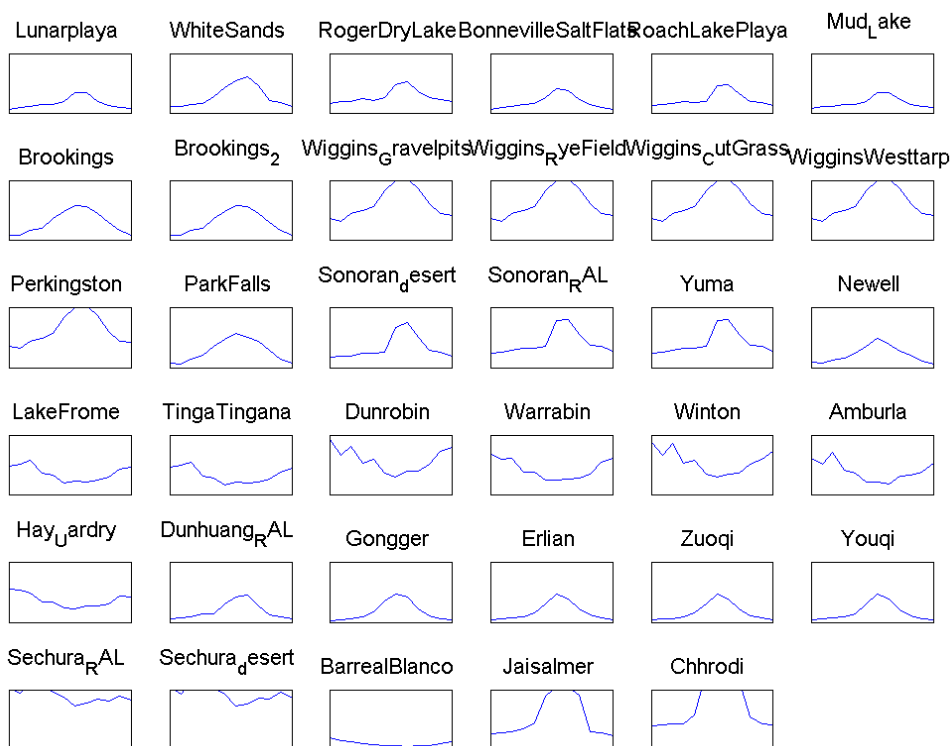 Lunarplaya WhiteSands RogerDryLake BonnevilleSaltFlats RoachLakePlaya Mud_Lake
Brookings Brookings_2 Wiggins_Gravelpits Wiggins_RyeField Wiggins_CutGrass WigginsWesttarp
Perkingston ParkFalls Sonoran_desert Sonoran_RAL Yuma Newell
LakeFrome TingaTingana Dunrobin Warrabin Winton Amburla
Hay_Uardry Dunhuang_RAL Gongger Erlian Zuoqi Youqi
Sechura_RAL Sechura_desert BarrealBlanco Jaisalmer Chhrodi